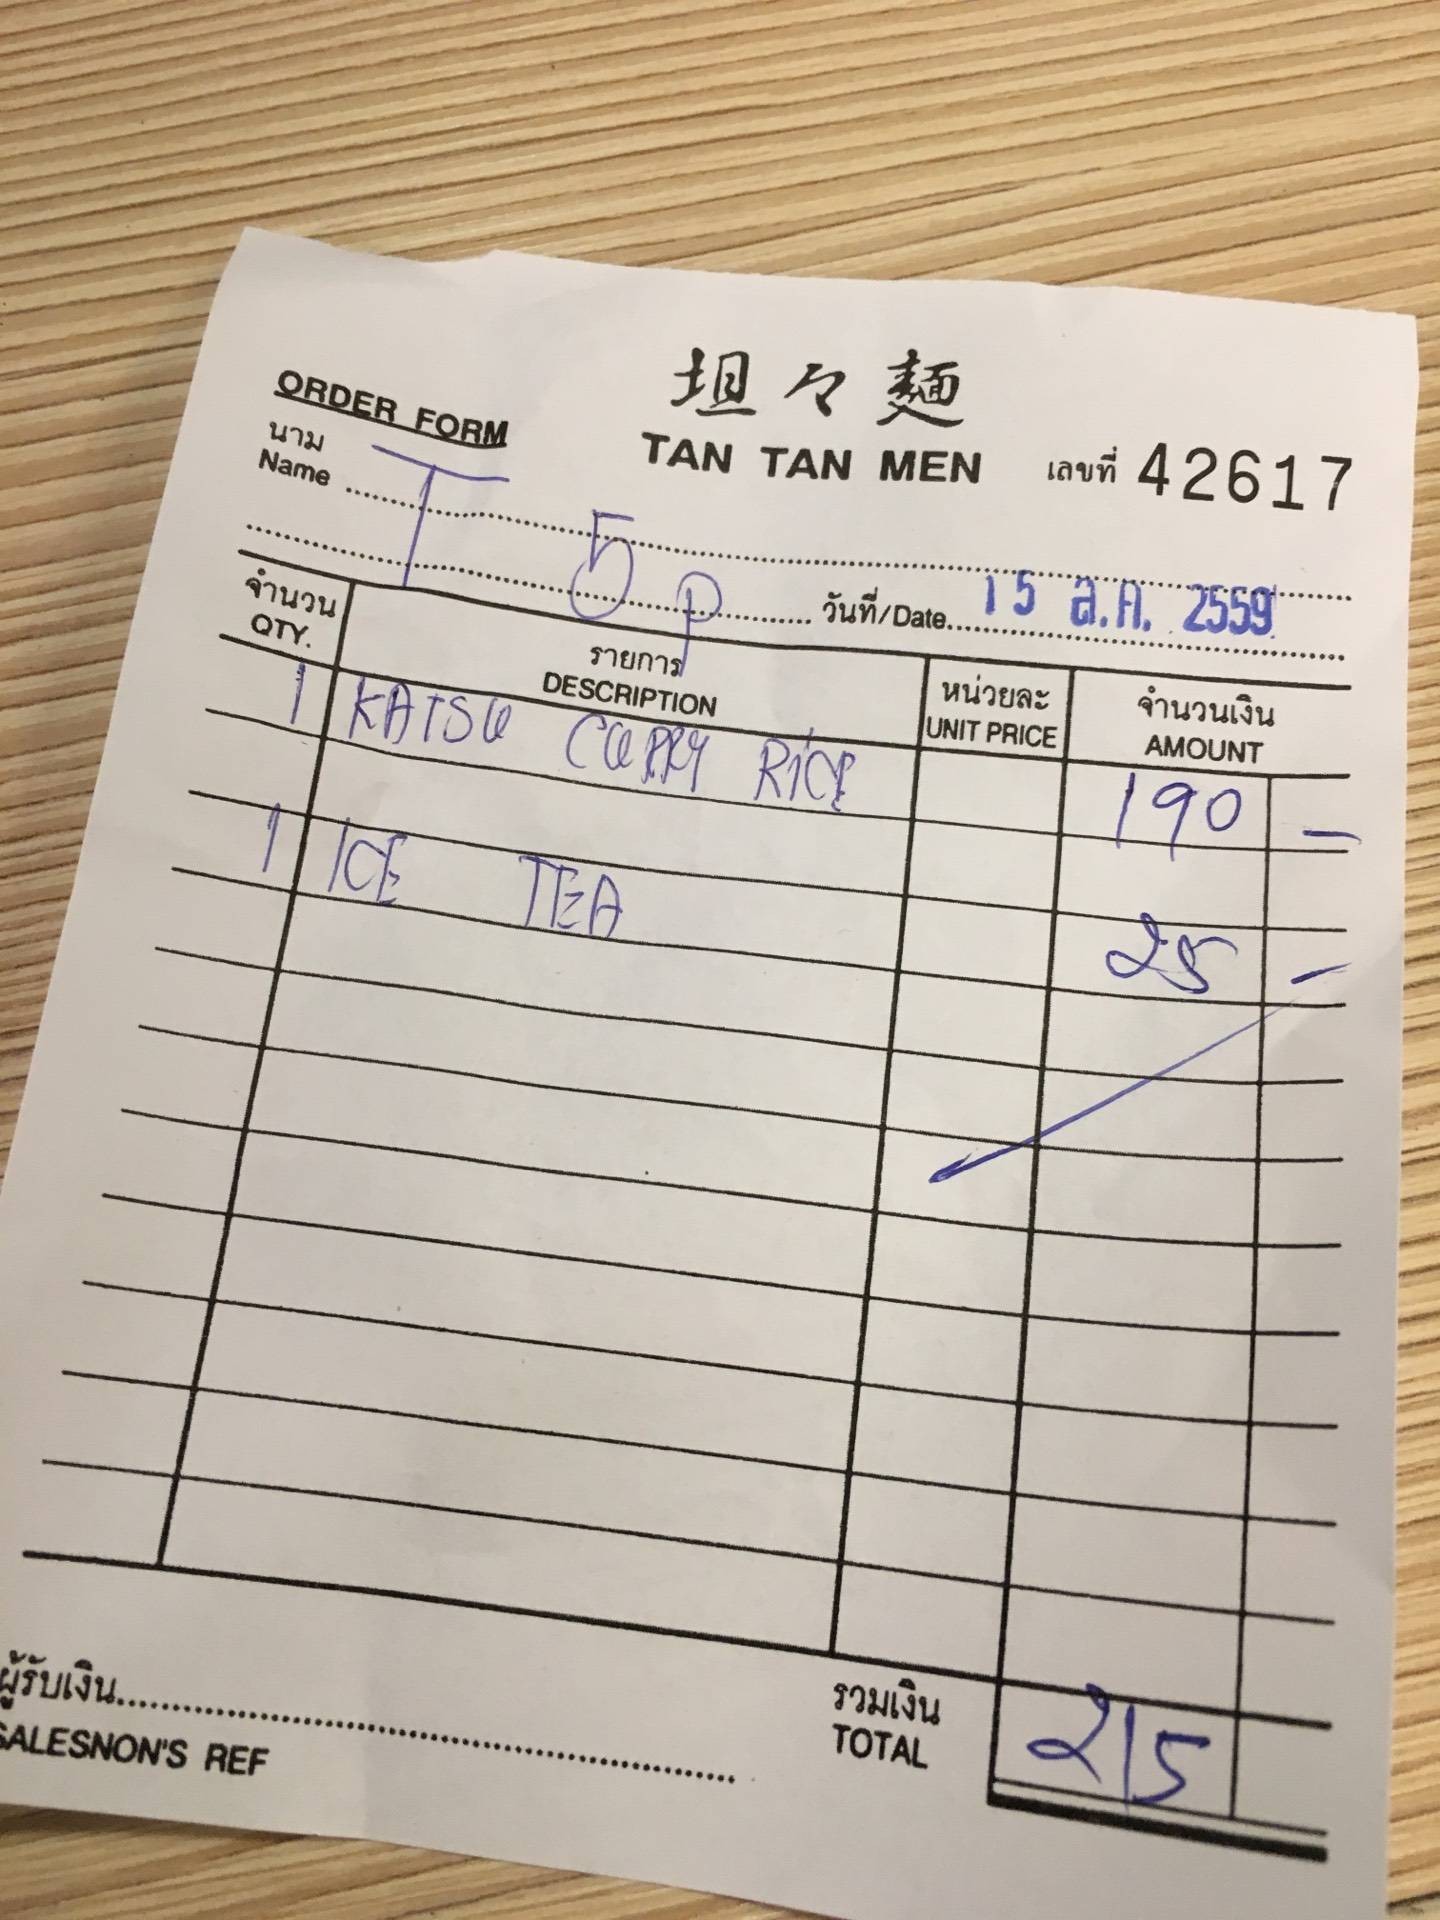 坦々麺
ORDER FORM
TAN TAN MEN
เลขที่ 42617
นาม
Name T 5 P
วันที่/Date 15 ส.ค. 2559
จำนวน รายการ หน่วยละ จำนวนเงิน
QTY. DESCRIPTION UNIT PRICE AMOUNT
1 KATSU CURRY RICE 190 –
1 ICE TEA 25 –
ผู้รับเงิน รวมเงิน
SALESNON'S REF TOTAL 215